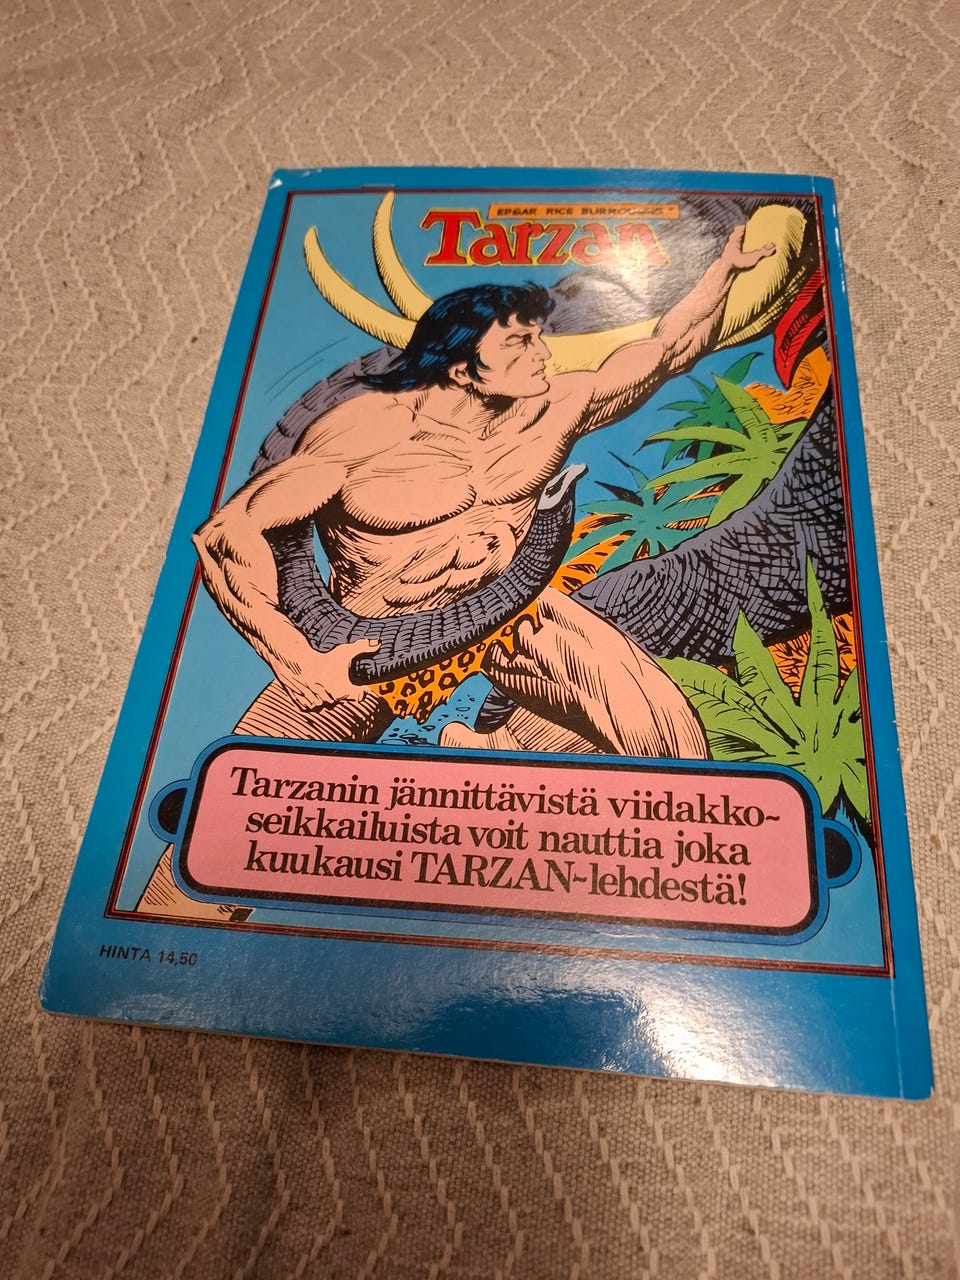 EDGAR RICE BURROUGHS'
Tarzan
Tarzanin jännittävistä viidakko-
seikkailuista voit nauttia joka
kuukausi TARZAN-lehdestä!
HINTA 14,50